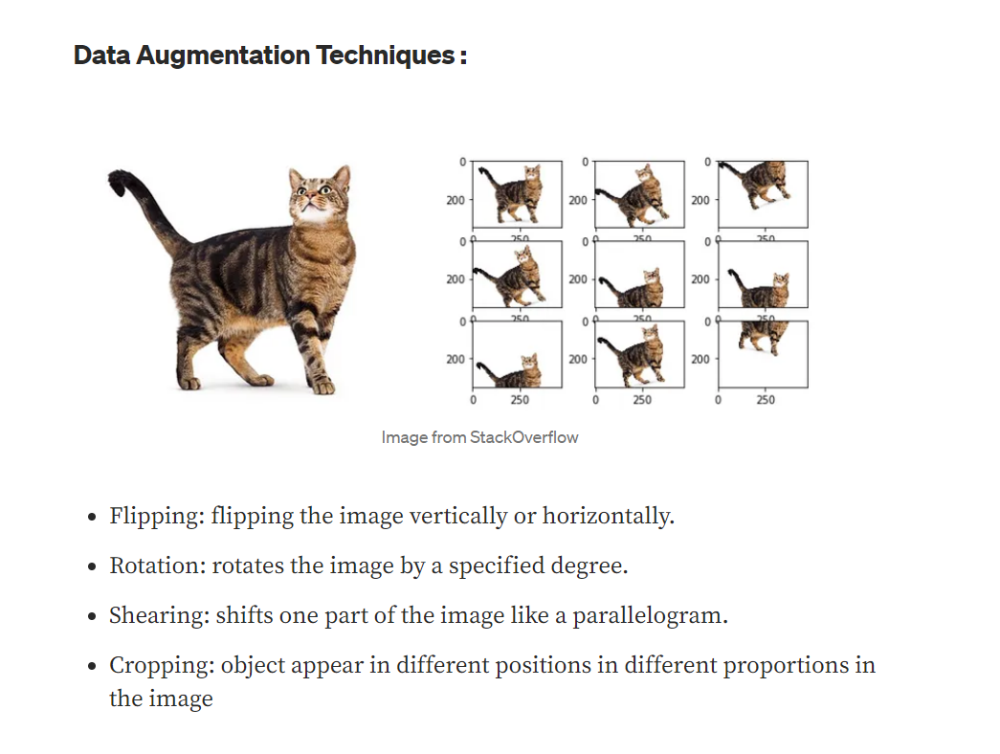 Data Augmentation Techniques :
0 0 0
200 200 200
0 250 0 250 0 250
200 200 200
0 250 0 250 0 250
200 200 200
0 250 0 250 0 250
Image from StackOverflow
• Flipping: flipping the image vertically or horizontally.
• Rotation: rotates the image by a specified degree.
• Shearing: shifts one part of the image like a parallelogram.
• Cropping: object appear in different positions in different proportions in
the image